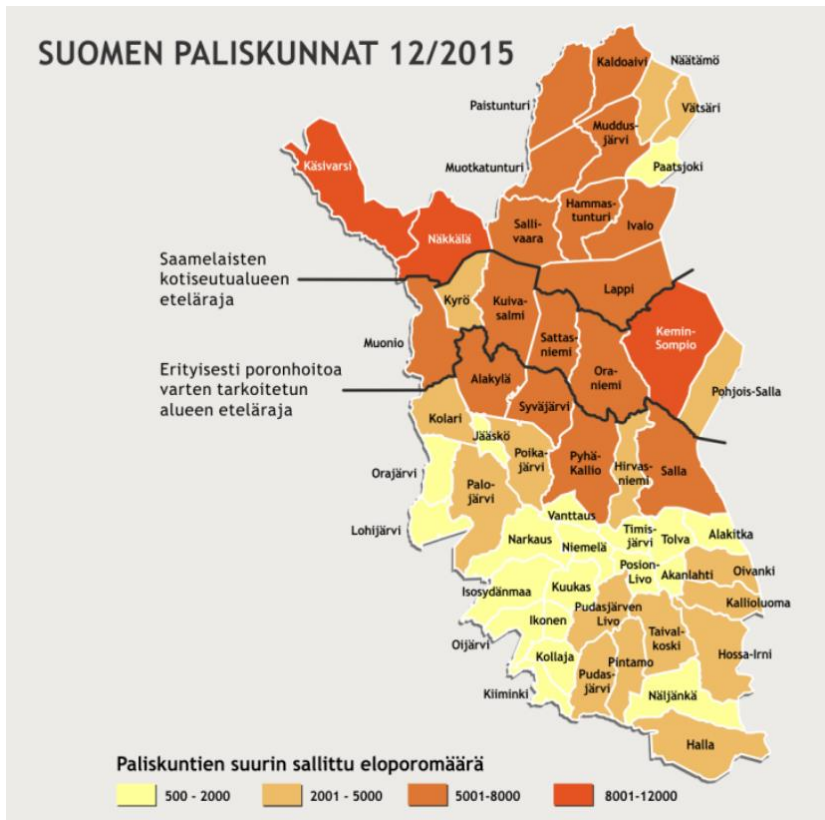 SUOMEN PALISKUNNAT 12/2015
Kaldoaivi
Näätämö
Paistunturi
Vätsäri
Muddus-
järvi
Käsivarsi
Muotkatunturi
Paatsjoki
Hammas-
tunturi
Salli-
vaara
Ivalo
Näkkälä
Saamelaisten
kotiseutualueen
eteläraja
Lappi
Kyrö
Kuiva-
salmi
Muonio
Sattas-
niemi
Kemin-
Sompio
Erityisesti poronhoitoa
varten tarkoitetun
alueen eteläraja
Ora-
niemi
Alakylä
Pohjois-Salla
Syväjärvi
Kolari
Jääskö
Poika-
järvi
Pyhä-
Kallio
Hirvas-
niemi
Salla
Orajärvi
Palo-
järvi
Vanttaus
Lohijärvi
Narkaus
Niemelä
Timis-
järvi
Tolva
Alakitka
Posion-
Livo
Akanlahti
Oivanki
Isosydänmaa
Kuukas
Kallioluoma
Pudasjärven
Livo
Ikonen
Taival-
koski
Oijärvi
Kollaja
Pintamo
Hossa-Irni
Pudas-
järvi
Kiiminki
Näljänkä
Halla
Paliskuntien suurin sallittu eloporomäärä
500 - 2000
2001 - 5000
5001-8000
8001-12000